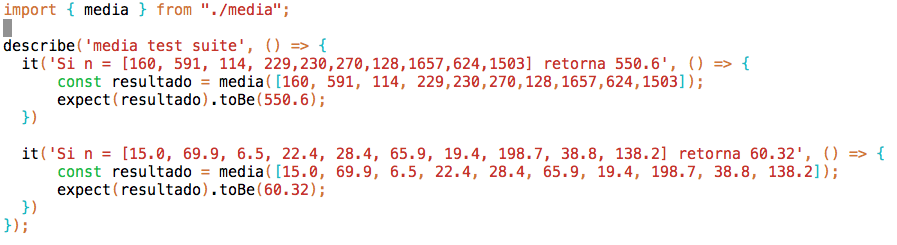 import { media } from "./media";
describe('media test suite', () => {
it('Si n = [160, 591, 114, 229,230,270,128,1657,624,1503] retorna 550.6', () => {
const resultado = media([160, 591, 114, 229,230,270,128,1657,624,1503]);
expect(resultado).toBe(550.6);
})
it('Si n = [15.0, 69.9, 6.5, 22.4, 28.4, 65.9, 19.4, 198.7, 38.8, 138.2] retorna 60.32', () => {
const resultado = media([15.0, 69.9, 6.5, 22.4, 28.4, 65.9, 19.4, 198.7, 38.8, 138.2]);
expect(resultado).toBe(60.32);
})
});